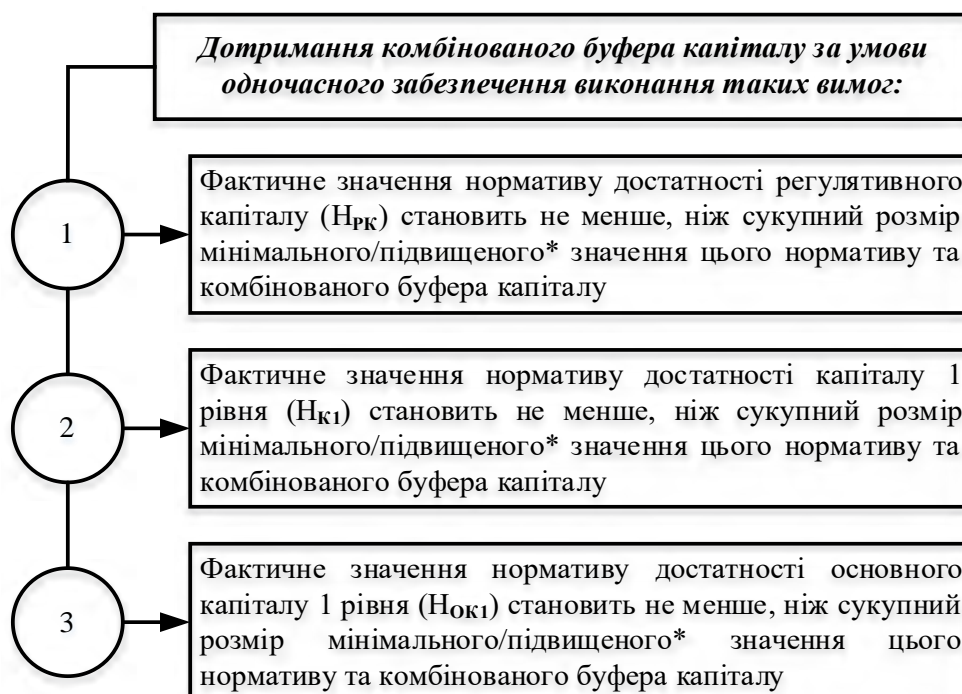 Дотримання комбінованого буфера капіталу за умови
одночасного забезпечення виконання таких вимог:
1
Фактичне значення нормативу достатності регулятивного
капіталу (НРК) становить не менше, ніж сукупний розмір
мінімального/підвищеного* значення цього нормативу та
комбінованого буфера капіталу
2
Фактичне значення нормативу достатності капіталу 1
рівня (НК1) становить не менше, ніж сукупний розмір
мінімального/підвищеного* значення цього нормативу та
комбінованого буфера капіталу
3
Фактичне значення нормативу достатності основного
капіталу 1 рівня (НОК1) становить не менше, ніж сукупний
розмір мінімального/підвищеного* значення цього
нормативу та комбінованого буфера капіталу